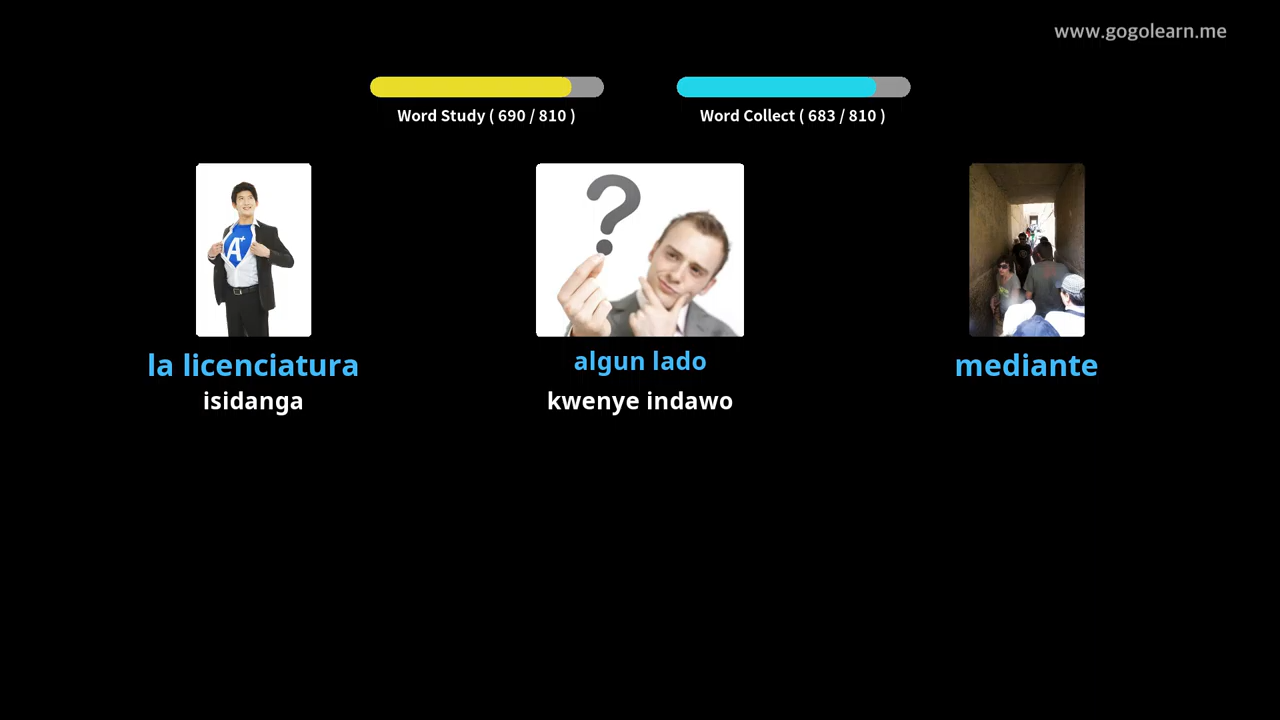 www.gogolearn.me
Word Study ( 690 / 810 )
Word Collect ( 683 / 810 )
A+
la licenciatura
isidanga
algun lado
kwenye indawo
mediante